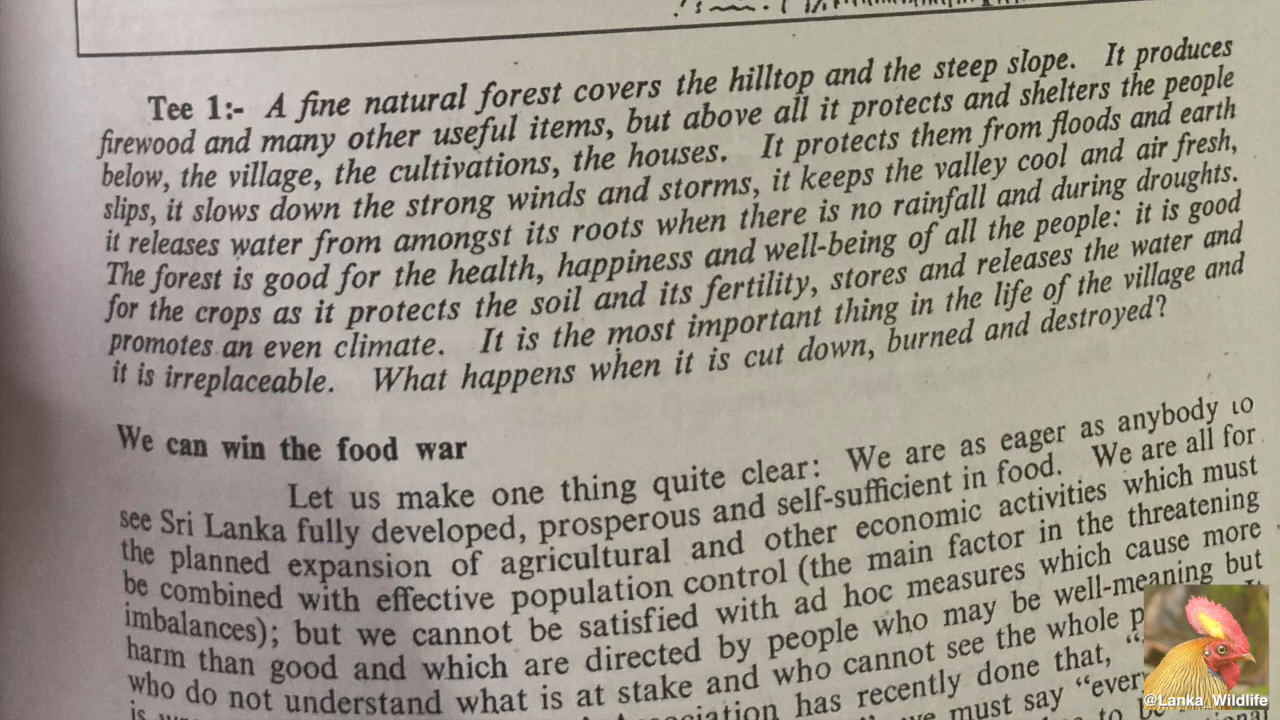 Tee 1:- A fine natural forest covers the hilltop and the steep slope. It produces
firewood and many other useful items, but above all it protects and shelters the people
below, the village, the cultivations, the houses. It protects them from floods and earth
slips, it slows down the strong winds and storms, it keeps the valley cool and air fresh,
it releases water from amongst its roots when there is no rainfall and during droughts.
The forest is good for the health, happiness and well-being of all the people: it is good
for the crops as it protects the soil and its fertility, stores and releases the water and
promotes an even climate. It is the most important thing in the life of the village and
it is irreplaceable. What happens when it is cut down, burned and destroyed?
We can win the food war
Let us make one thing quite clear: We are as eager as anybody to
see Sri Lanka fully developed, prosperous and self-sufficient in food. We are all for
the planned expansion of agricultural and other economic activities which must
be combined with effective population control (the main factor in the threatening
imbalances); but we cannot be satisfied with ad hoc measures which cause more
harm than good and which are directed by people who may be well-meaning but
who do not understand what is at stake and who cannot see the whole
has recently done that,
must say
@Lanka_Wildlife